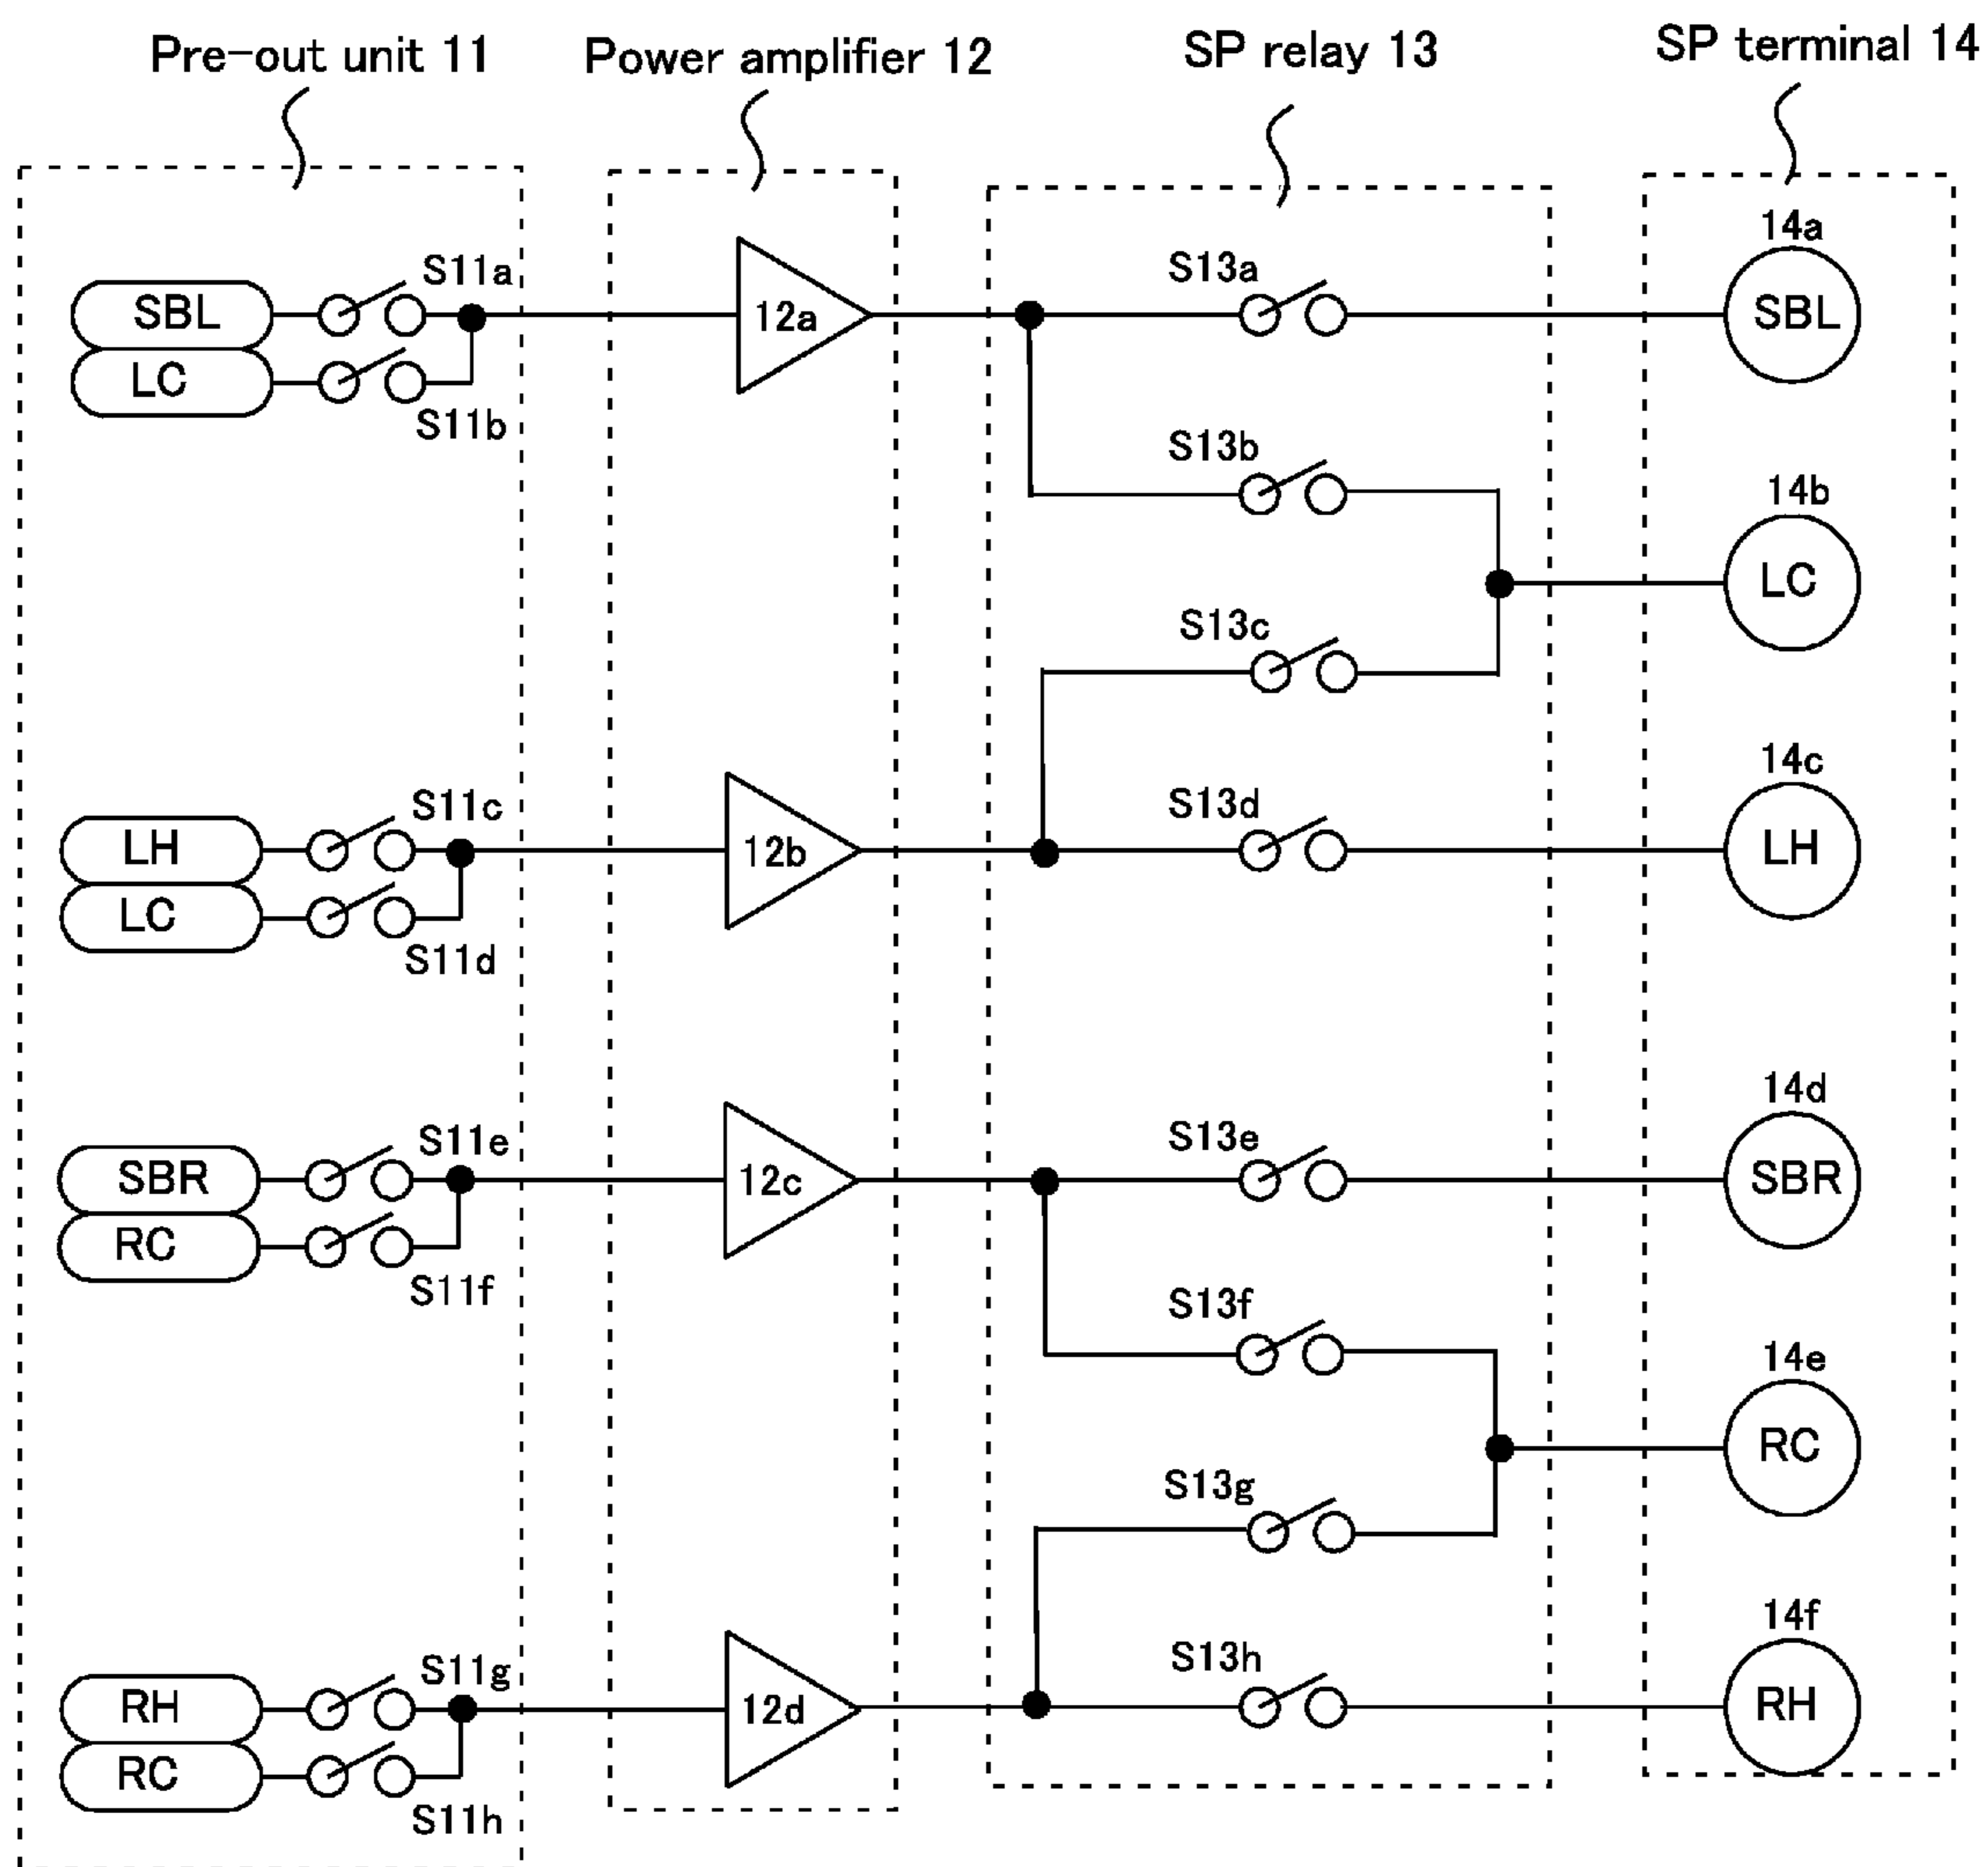 Pre-out unit 11
Power amplifier 12
SP relay 13
SP terminal 14
SBL
LC
S11a
S11b
12a
S13a
S13b
14a
SBL
14b
LC
S13c
LH
LC
S11c
S11d
12b
S13d
14c
LH
SBR
RC
S11e
S11f
12c
S13e
S13f
14d
SBR
14e
RC
S13g
RH
RC
S11g
S11h
12d
S13h
14f
RH